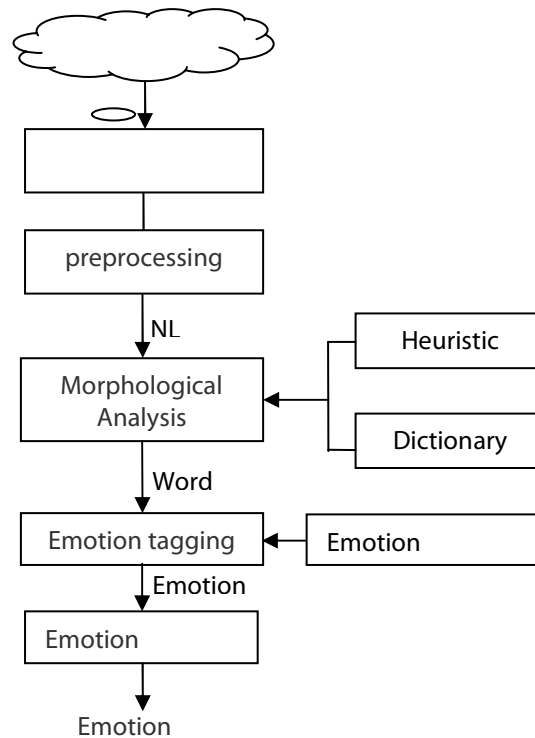 preprocessing
NL
Heuristic
Morphological
Analysis
Dictionary
Word
Emotion tagging
Emotion
Emotion
Emotion
Emotion